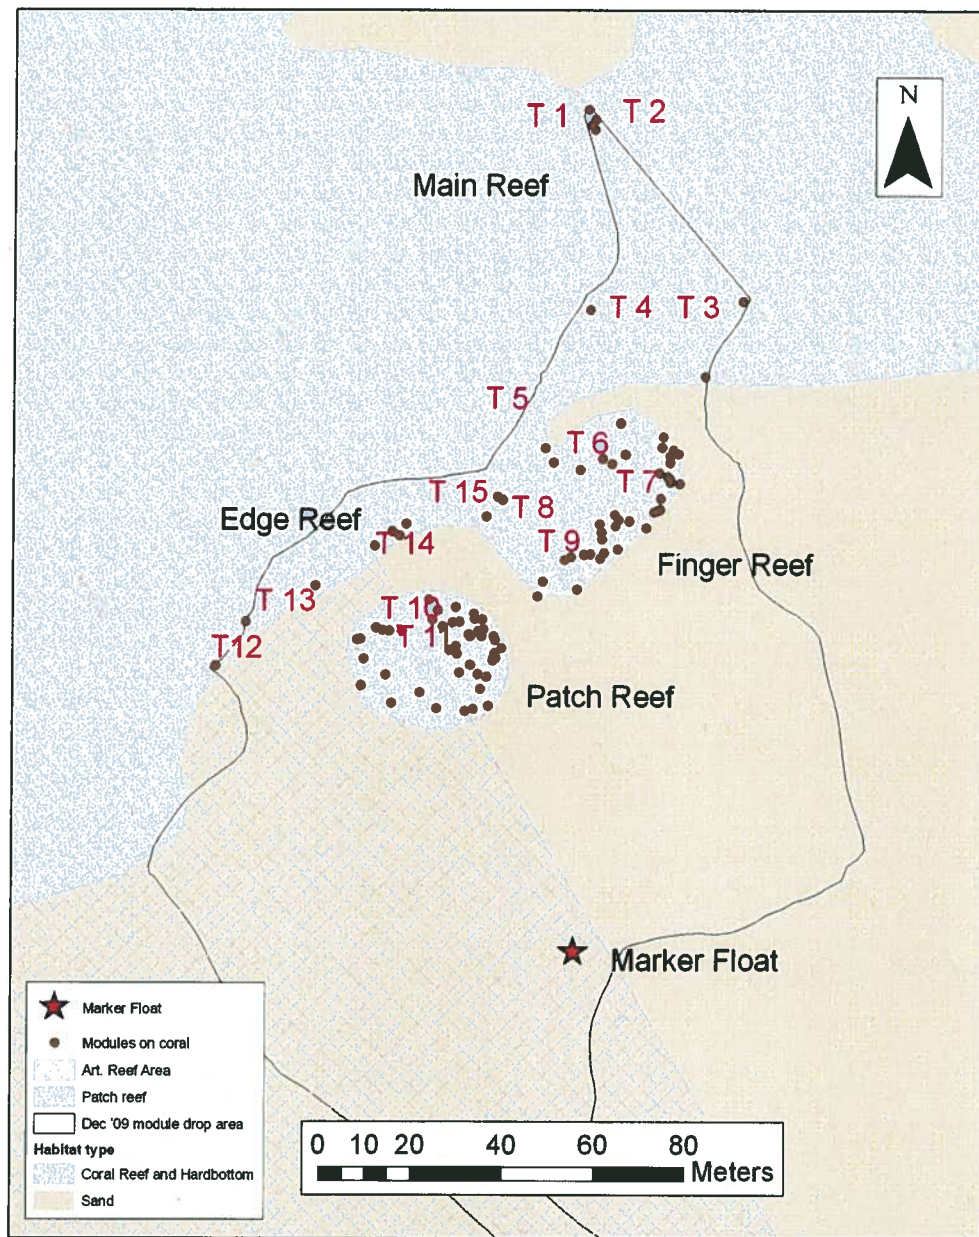 N
T 1
T 2
Main Reef
T 4
T 3
T 5
T 6
T 7
T 15
T 8
Edge Reef
T 14
T 9
Finger Reef
T 13
T 10
T12
T 11
Patch Reef
Marker Float
Marker Float
Modules on coral
Art. Reef Area
Patch reef
Dec '09 module drop area
Habitat type
Coral Reef and Hardbottom
Sand
0 10 20 40 60 80
Meters